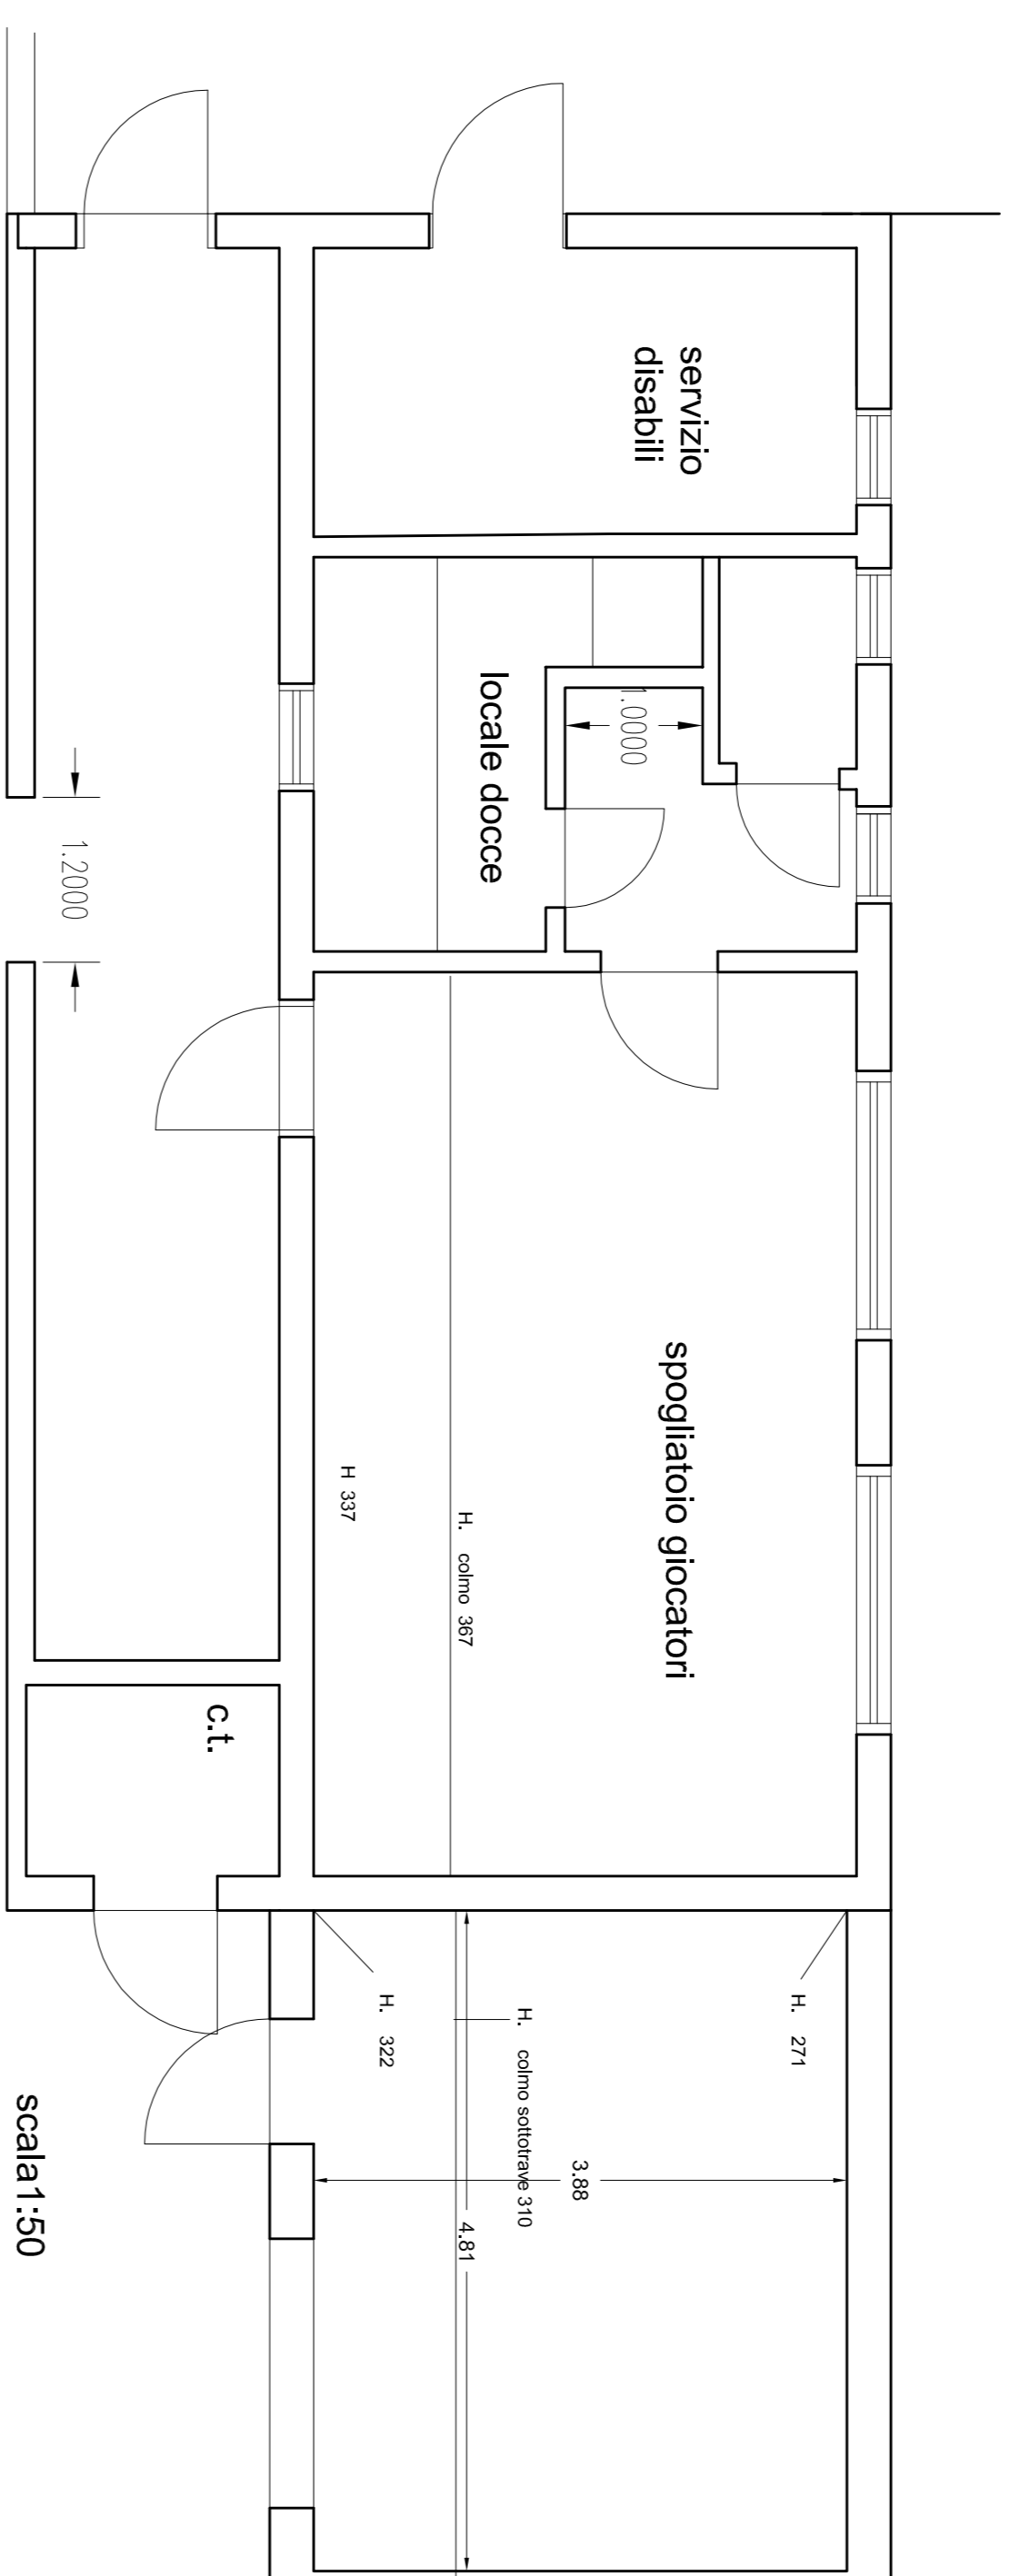 servizio
disabili
1.0000
locale docce
1.2000
spogliatoio giocatori
H 337
H. colmo 367
c.t.
H. 271
H. 322
H. colmo sottotrave 310
3.88
4.81
scala1:50